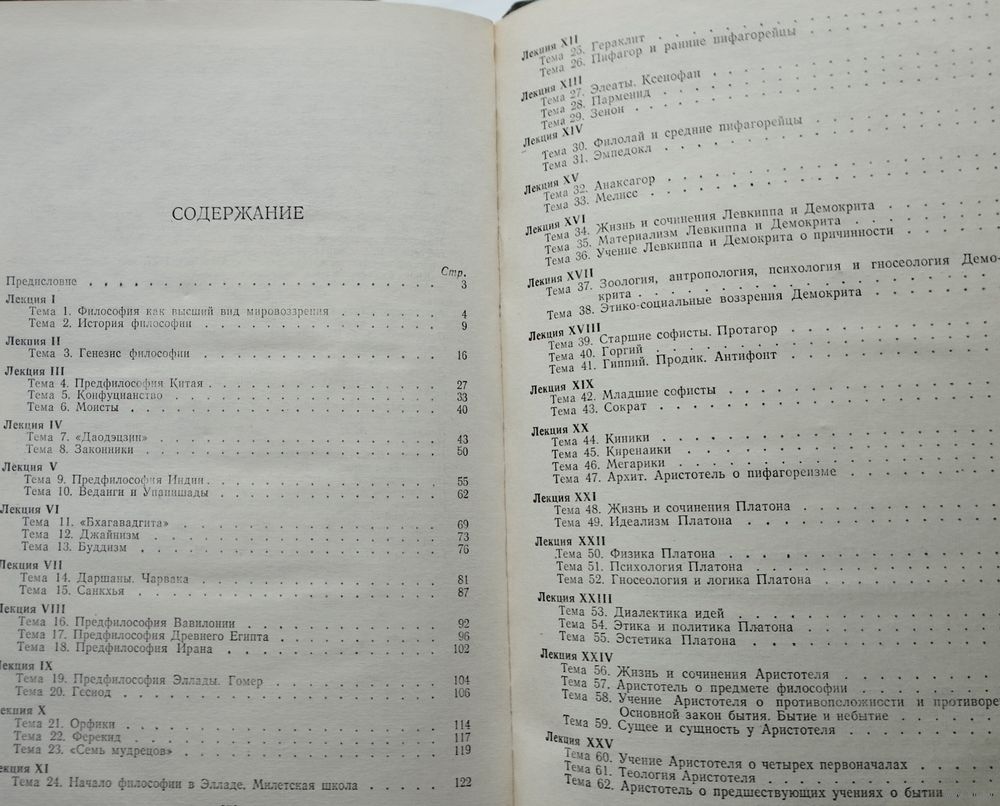 СОДЕРЖАНИЕ
Стр.
Предисловие 3
Лекция I
Тема 1. Философия как высший вид мировоззрения 4
Тема 2. История философии 9
Лекция II
Тема 3. Генезис философии 16
Лекция III
Тема 4. Предфилософия Китая 27
Тема 5. Конфуцианство 33
Тема 6. Моисты 40
Лекция IV
Тема 7. «Даодэцзин» 43
Тема 8. Законники 50
Лекция V
Тема 9. Предфилософия Индии 55
Тема 10. Веданги и Упанишады 62
Лекция VI
Тема 11. «Бхагавадгита» 69
Тема 12. Джайнизм 73
Тема 13. Буддизм 76
Лекция VII
Тема 14. Даршаны. Чарвака 81
Тема 15. Санкхья 87
Лекция VIII
Тема 16. Предфилософия Вавилонии 92
Тема 17. Предфилософия Древнего Египта 96
Тема 18. Предфилософия Ирана 102
Лекция IX
Тема 19. Предфилософия Эллады. Гомер 104
Тема 20. Гесиод 106
Лекция X
Тема 21. Орфики 114
Тема 22. Ферекид 117
Тема 23. «Семь мудрецов» 119
Лекция XI
Тема 24. Начало философии в Элладе. Милетская школа 122
Лекция XII
Тема 25. Гераклит
Тема 26. Пифагор и ранние пифагорейцы
Лекция XIII
Тема 27. Элеаты. Ксенофан
Тема 28. Парменид
Тема 29. Зенон
Лекция XIV
Тема 30. Филолай и средние пифагорейцы
Тема 31. Эмпедокл
Лекция XV
Тема 32. Анаксагор
Тема 33. Мелисс
Лекция XVI
Тема 34. Жизнь и сочинения Левкиппа и Демокрита
Тема 35. Материализм Левкиппа и Демокрита
Тема 36. Учение Левкиппа и Демокрита о причинности
Лекция XVII
Тема 37. Зоология, антропология, психология и гносеология Демо-
крита
Тема 38. Этико-социальные воззрения Демокрита
Лекция XVIII
Тема 39. Старшие софисты. Протагор
Тема 40. Горгий
Тема 41. Гиппий. Продик. Антифонт
Лекция XIX
Тема 42. Младшие софисты
Тема 43. Сократ
Лекция XX
Тема 44. Киники
Тема 45. Киренаики
Тема 46. Мегарики
Тема 47. Архит. Аристотель о пифагореизме
Лекция XXI
Тема 48. Жизнь и сочинения Платона
Тема 49. Идеализм Платона
Лекция XXII
Тема 50. Физика Платона
Тема 51. Психология Платона
Тема 52. Гносеология и логика Платона
Лекция XXIII
Тема 53. Диалектика идей
Тема 54. Этика и политика Платона
Тема 55. Эстетика Платона
Лекция XXIV
Тема 56. Жизнь и сочинения Аристотеля
Тема 57. Аристотель о предмете философии
Тема 58. Учение Аристотеля о противоположности и противоре
Основной закон бытия. Бытие и небытие
Тема 59. Сущее и сущность у Аристотеля
Лекция XXV
Тема 60. Учение Аристотеля о четырех первоначалах
Тема 61. Теология Аристотеля
Тема 62. Аристотель о предшествующих учениях о бытии